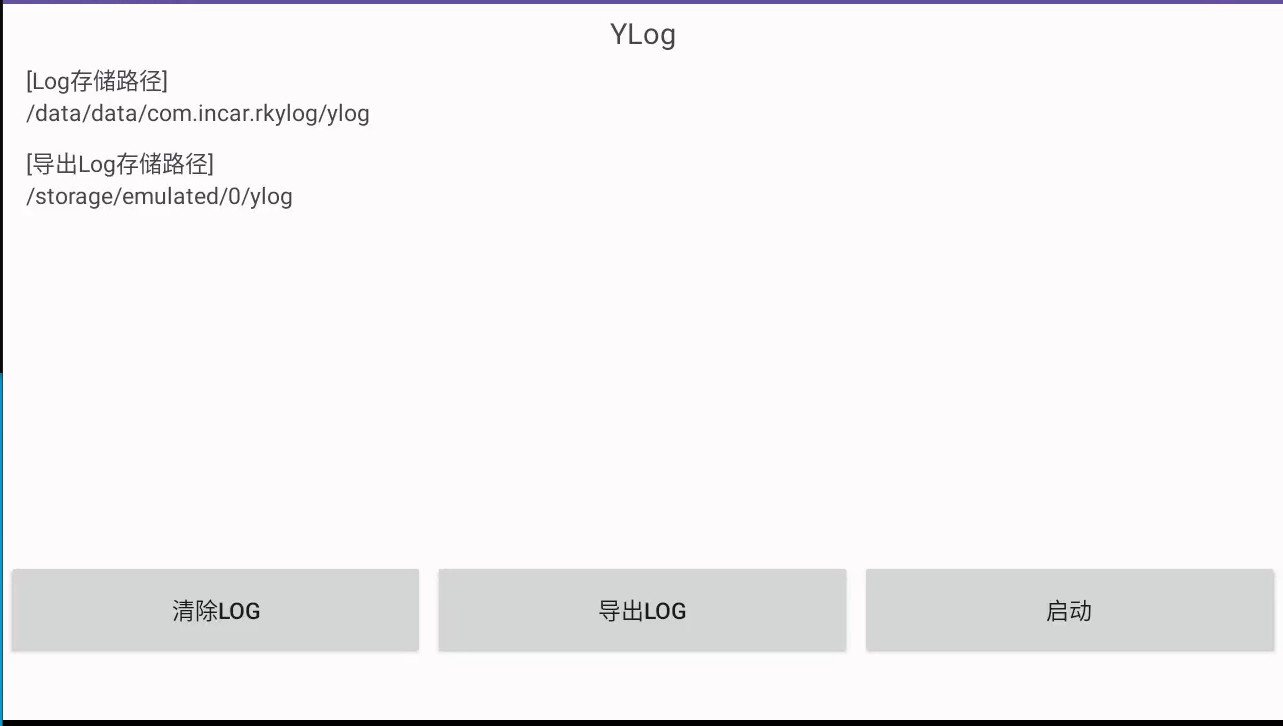 YLog
[Log存储路径]
/data/data/com.incar.rkylog/ylog
[导出Log存储路径]
/storage/emulated/0/ylog
清除LOG
导出LOG
启动